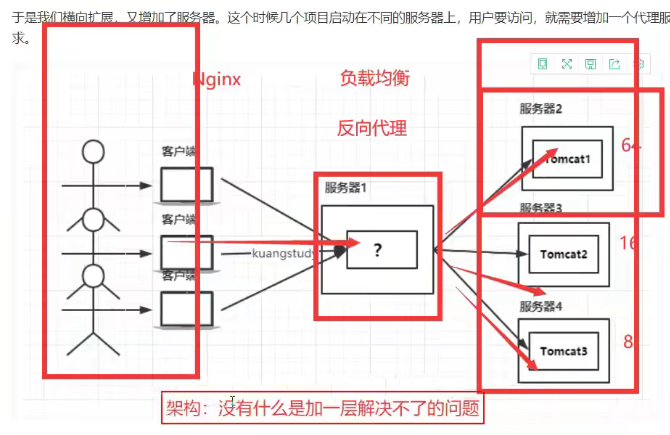 于是我们横向扩展，又增加了服务器。这个时候几个项目启动在不同的服务器上，用户要访问，就需要增加一个代理服
求。
Nginx
负载均衡
反向代理
客户端
客户端
客户端
kuangstudy
服务器1
?
服务器2
Tomcat1
64
服务器3
Tomcat2
16
服务器4
Tomcat3
8
架构：没有什么是加一层解决不了的问题